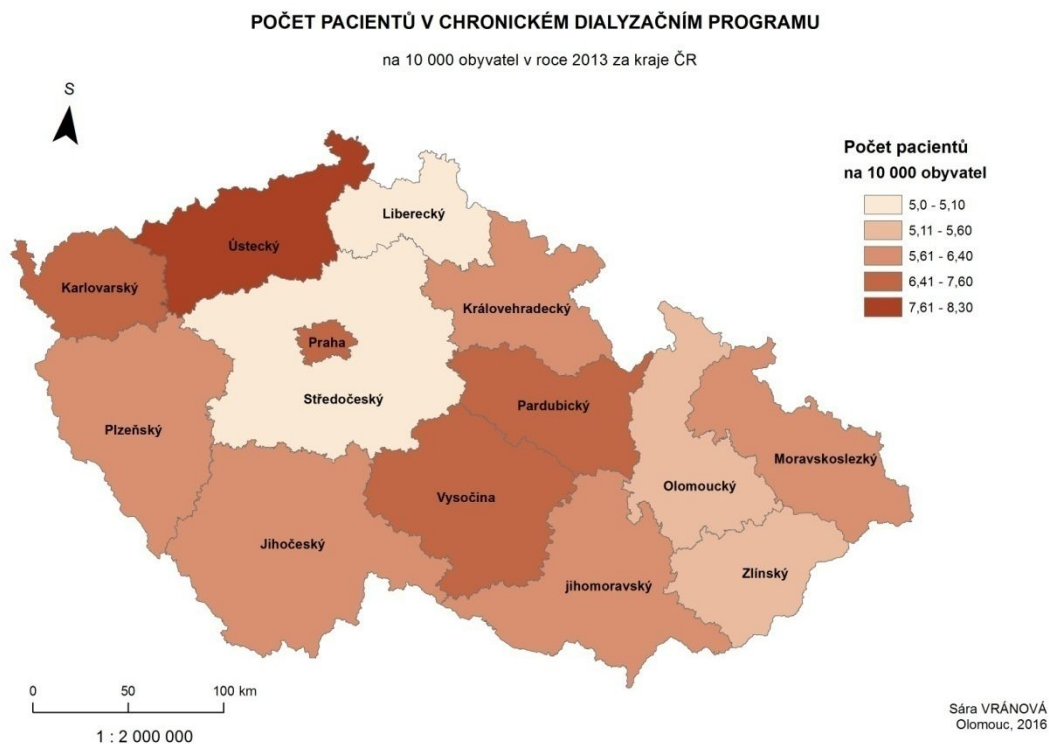 POČET PACIENTŮ V CHRONICKÉM DIALYZAČNÍM PROGRAMU
na 10 000 obyvatel v roce 2013 za kraje ČR
S
Počet pacientů
na 10 000 obyvatel
5,0 - 5,10
5,11 - 5,60
5,61 - 6,40
6,41 - 7,60
7,61 - 8,30
Liberecký
Ústecký
Karlovarský
Královehradecký
Praha
Středočeský
Pardubický
Plzeňský
Moravskoslezký
Olomoucký
Vysočina
Jihočeský
Zlínský
jihomoravský
0 50 100 km
1 : 2 000 000
Sára VRÁNOVÁ
Olomouc, 2016